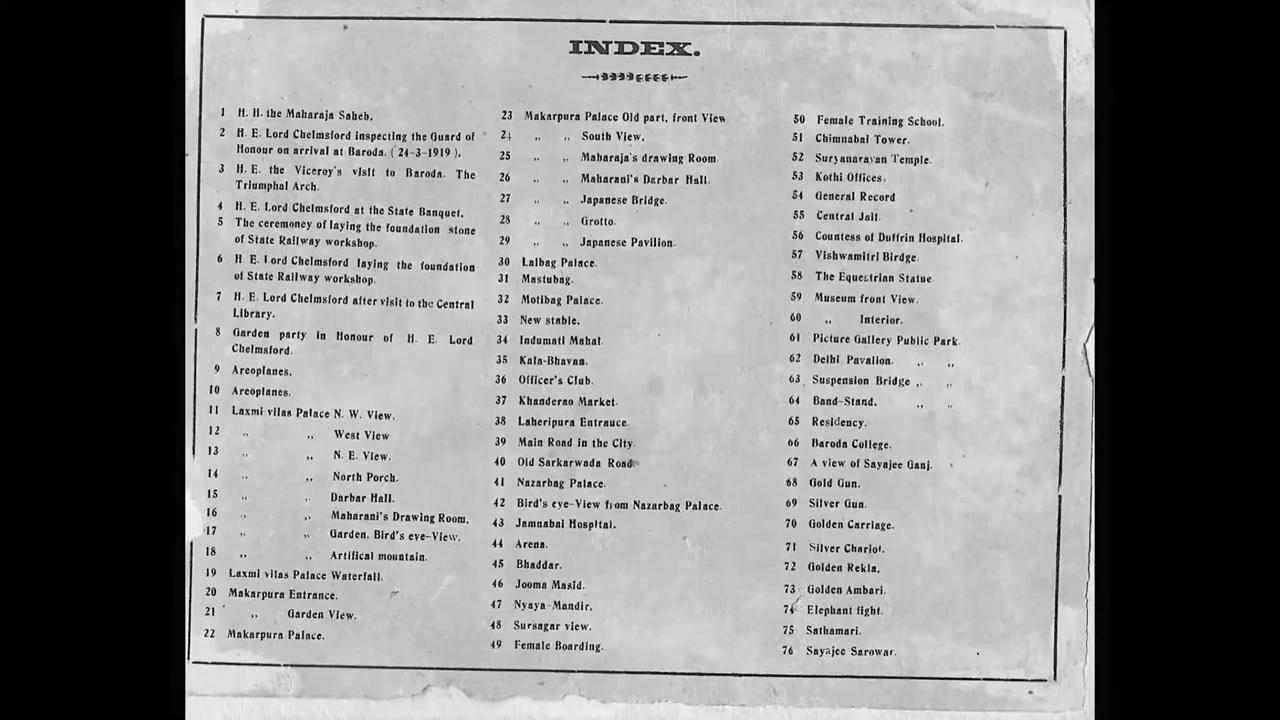 INDEX.
1 H. H. the Maharaja Saheb.
2 H. E. Lord Chelmsford inspecting the Guard of
Honour on arrival at Baroda. ( 24-3-1919 ).
3 H. E. the Viceroy's visit to Baroda. The
Triumphal Arch.
4 H. E. Lord Chelmsford at the State Banquet.
5 The ceremoney of laying the foundation stone
of State Railway workshop.
6 H. E. Lord Chelmsford laying the foundation
of State Railway workshop.
7 H. E. Lord Chelmsford after visit to the Central
Library.
8 Garden party in Honour of H. E. Lord
Chelmsford.
9 Areoplanes.
10 Areoplanes.
11 Laxmi vilas Palace N. W. View.
12 ,, ,, West View
13 ,, ,, N. E. View.
14 ,, ,, North Porch.
15 ,, ,, Darbar Hall.
16 ,, ,, Maharani's Drawing Room.
17 ,, ,, Garden. Bird's eye-View.
18 ,, ,, Artifical mountain.
19 Laxmi vilas Palace Waterfall.
20 Makarpura Entrance.
21 ,, Garden View.
22 Makarpura Palace.
23 Makarpura Palace Old part, front View
24 ,, ,, South View.
25 ,, ,, Maharaja's drawing Room
26 ,, ,, Maharani's Darbar Hall.
27 ,, ,, Japanese Bridge.
28 ,, ,, Grotto.
29 ,, ,, Japanese Pavilion.
30 Lalbag Palace.
31 Mastubag.
32 Motibag Palace.
33 New stable.
34 Indumati Mahal.
35 Kala-Bhavan.
36 Officer's Club.
37 Khanderao Market.
38 Laheripura Entrauce.
39 Main Road in the City.
40 Old Sarkarwada Road.
41 Nazarbag Palace.
42 Bird's eye-View from Nazarbag Palace.
43 Jamnabai Hospital.
44 Arena.
45 Bhaddar.
46 Jooma Masid.
47 Nyaya-Mandir.
48 Sursagar view.
49 Female Boarding.
50 Female Training School.
51 Chimnabai Tower.
52 Suryanarayan Temple.
53 Kothi Offices.
54 General Record
55 Central Jail.
56 Countess of Duffrin Hospital.
57 Vishwamitri Birdge.
58 The Equestrian Statue.
59 Museum front View.
60 ,, Interior.
61 Picture Gallery Public Park.
62 Delhi Pavalion. ,, ,,
63 Suspension Bridge ,, ,,
64 Band-Stand. ,, ,,
65 Residency.
66 Baroda College.
67 A view of Sayajee Ganj.
68 Gold Gun.
69 Silver Gun.
70 Golden Carriage.
71 Silver Chariot.
72 Golden Rekla.
73 Golden Ambari.
74 Elephant fight.
75 Sathamari.
76 Sayajee Sarowar.